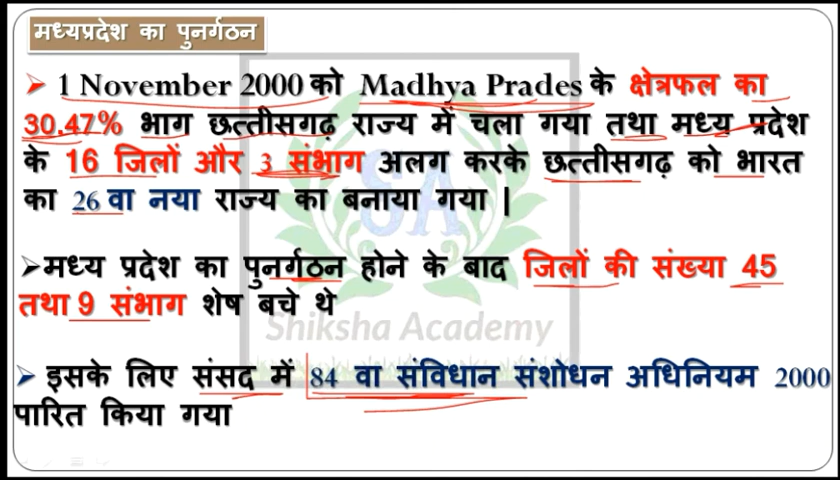 मध्यप्रदेश का पुनर्गठन
➢ 1 November 2000 को Madhya Prades के क्षेत्रफल का
30.47% भाग छत्तीसगढ़ राज्य में चला गया तथा मध्य प्रदेश
के 16 जिलों और 3 संभाग अलग करके छत्तीसगढ़ को भारत
का 26 वा नया राज्य का बनाया गया |
➢मध्य प्रदेश का पुनर्गठन होने के बाद जिलों की संख्या 45
तथा 9 संभाग शेष बचे थे
➢ इसके लिए संसद में 84 वा संविधान संशोधन अधिनियम 2000
पारित किया गया
SA
Shiksha Academy